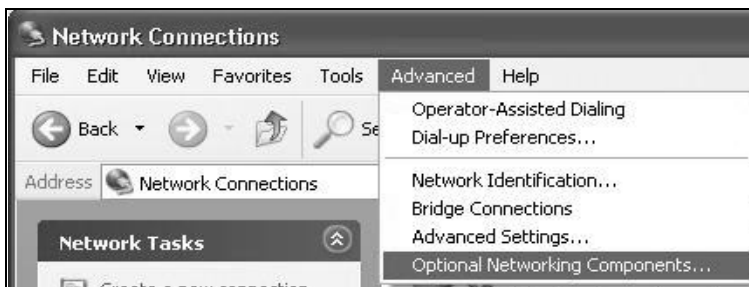 Network Connections
File Edit View Favorites Tools Advanced Help
Operator-Assisted Dialing
Back
Dial-up Preferences...
Address Network Connections
Network Identification...
Bridge Connections
Network Tasks
Advanced Settings...
Optional Networking Components...